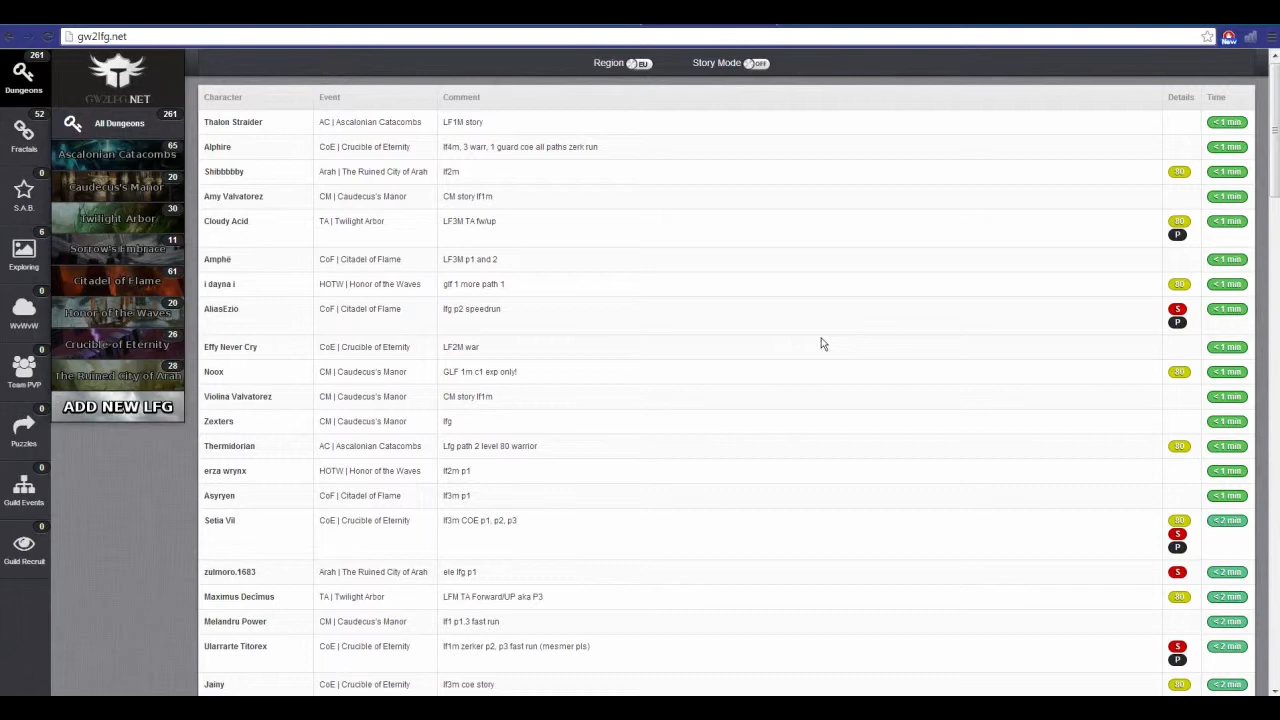 gw2lfg.net
New
261
Dungeons
52
Fractals
0
S.A.B.
6
Exploring
0
WvWvW
0
Team PVP
0
Puzzles
0
Guild Events
0
Guild Recruit
GW2LFG.NET
All Dungeons 261
Ascalonian Catacombs 65
Caudecus's Manor 20
Twilight Arbor 30
Sorrow's Embrace 11
Citadel of Flame 61
Honor of the Waves 20
Crucible of Eternity 26
The Ruined City of Arah 28
ADD NEW LFG
Region EU Story Mode OFF
Character Event Comment Details Time
Thalon Straider AC | Ascalonian Catacombs LF1M story < 1 min
Alphire CoE | Crucible of Eternity lf4m, 3 warr, 1 guard coe all paths zerk run < 1 min
Shibbbbby Arah | The Ruined City of Arah lf2m 80 < 1 min
Amy Valvatorez CM | Caudecus's Manor CM story lf1m < 1 min
Cloudy Acid TA | Twilight Arbor LF3M TA fw/up 80 P < 1 min
Amphé CoF | Citadel of Flame LF3M p1 and 2 < 1 min
i dayna i HOTW | Honor of the Waves glf 1 more path 1 80 < 1 min
AliasEzio CoF | Citadel of Flame lfg p2 speedrun S P < 1 min
Effy Never Cry CoE | Crucible of Eternity LF2M war < 1 min
Noox CM | Caudecus's Manor GLF 1m c1 exp only! 80 < 1 min
Violina Valvatorez CM | Caudecus's Manor CM story lf1m < 1 min
Zexters CM | Caudecus's Manor lfg < 1 min
Thermidorian AC | Ascalonian Catacombs Lfg path 2 level 80 warrior 80 < 1 min
erza wrynx HOTW | Honor of the Waves lf2m p1 < 1 min
Asyryen CoF | Citadel of Flame lf3m p1 < 1 min
Setia Vil CoE | Crucible of Eternity lf3m COE p1, p2, p3 80 S P < 2 min
zulmoro.1683 Arah | The Ruined City of Arah ele lfg p1 S < 2 min
Maximus Decimus TA | Twilight Arbor LFM TA Forward/UP aka P3 80 < 2 min
Melandru Power CM | Caudecus's Manor lf1 p1.3 fast run < 2 min
Ularrarte Titorex CoE | Crucible of Eternity lf1m zerker p2, p3 fast run (mesmer pls) S P < 2 min
Jainy CoE | Crucible of Eternity lf3m coe story 80 < 2 min